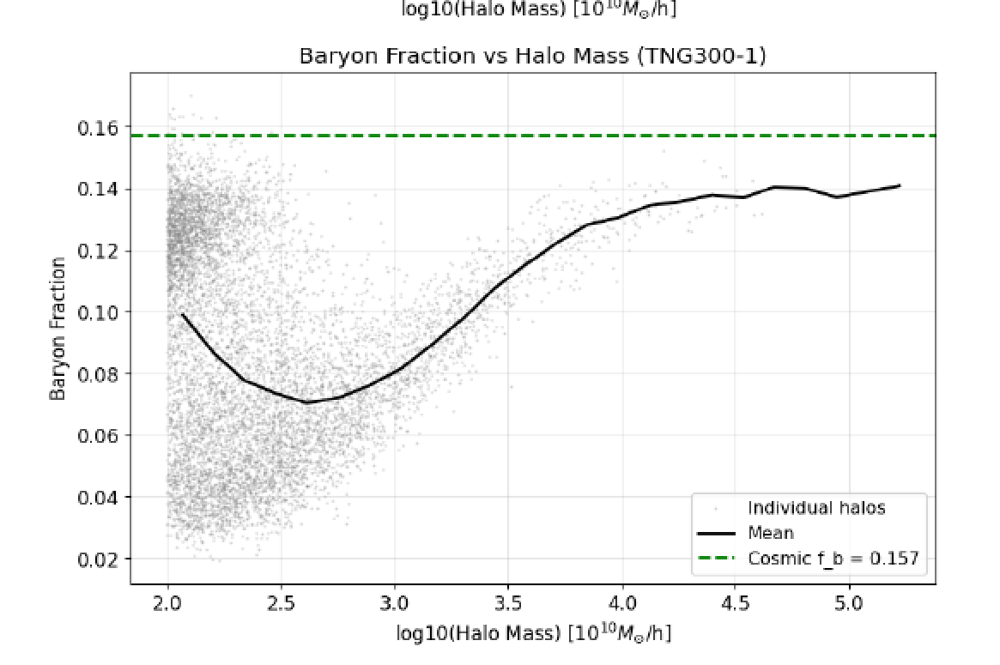 log10(Halo Mass) [10^{10}M_⊙/h]
Baryon Fraction vs Halo Mass (TNG300-1)
Baryon Fraction
0.16
0.14
0.12
0.10
0.08
0.06
0.04
0.02
Individual halos
Mean
Cosmic f_b = 0.157
2.0 2.5 3.0 3.5 4.0 4.5 5.0
log10(Halo Mass) [10^{10}M_⊙/h]